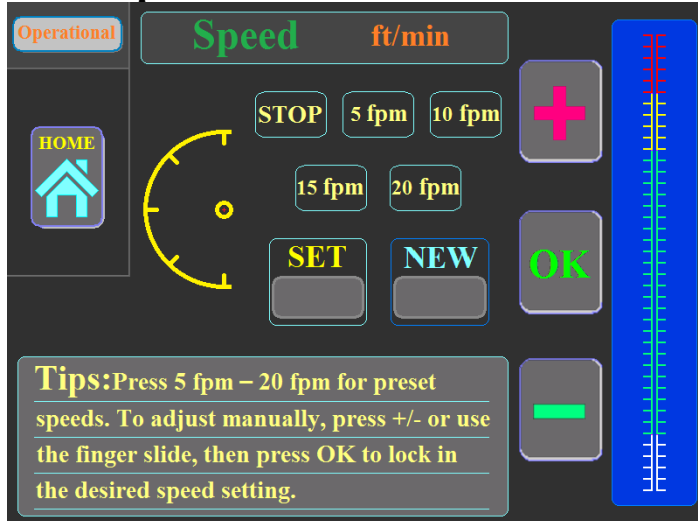 Operational
Speed ft/min
HOME
STOP 5 fpm 10 fpm
15 fpm 20 fpm
SET NEW
OK
Tips:Press 5 fpm – 20 fpm for preset
speeds. To adjust manually, press +/- or use
the finger slide, then press OK to lock in
the desired speed setting.